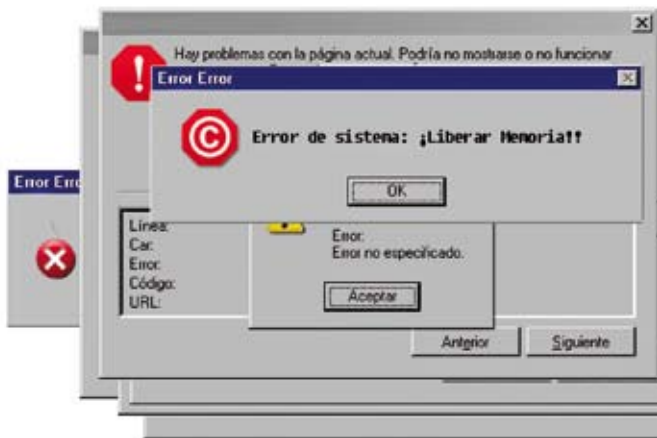 Hay problemas con la página actual. Podría no mostrarse o no funcionar
Error Error
©
Error de sistema: ¡Liberar Memoria!!
OK
Error Erro
Línea:
Car:
Error:
Código:
URL:
Error:
Error no especificado.
Aceptar
Anterior
Siguiente